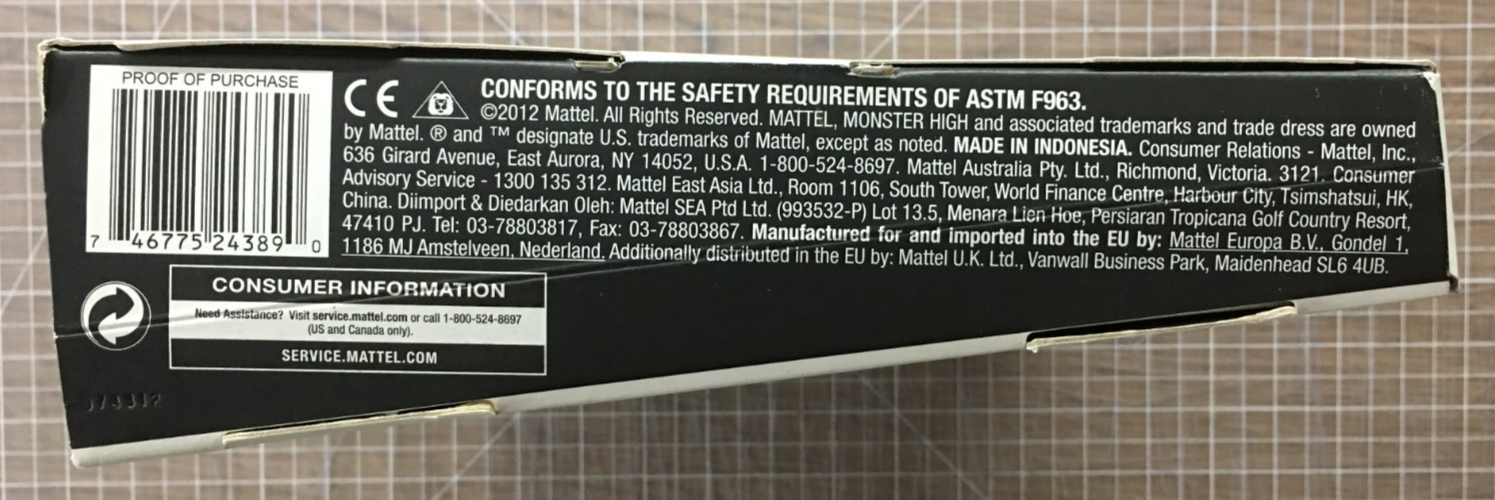 PROOF OF PURCHASE
7 46775 24389 0
CE
CONFORMS TO THE SAFETY REQUIREMENTS OF ASTM F963.
©2012 Mattel. All Rights Reserved. MATTEL, MONSTER HIGH and associated trademarks and trade dress are owned
by Mattel. ® and ™ designate U.S. trademarks of Mattel, except as noted. MADE IN INDONESIA. Consumer Relations - Mattel, Inc.,
636 Girard Avenue, East Aurora, NY 14052, U.S.A. 1-800-524-8697. Mattel Australia Pty. Ltd., Richmond, Victoria. 3121. Consumer
Advisory Service - 1300 135 312. Mattel East Asia Ltd., Room 1106, South Tower, World Finance Centre, Harbour City, Tsimshatsui, HK,
China. Diimport & Diedarkan Oleh: Mattel SEA Ptd Ltd. (993532-P) Lot 13.5, Menara Lien Hoe, Persiaran Tropicana Golf Country Resort,
47410 PJ. Tel: 03-78803817, Fax: 03-78803867. Manufactured for and imported into the EU by: Mattel Europa B.V., Gondel 1,
1186 MJ Amstelveen, Nederland. Additionally distributed in the EU by: Mattel U.K. Ltd., Vanwall Business Park, Maidenhead SL6 4UB.
CONSUMER INFORMATION
Need Assistance? Visit service.mattel.com or call 1-800-524-8697
(US and Canada only).
SERVICE.MATTEL.COM